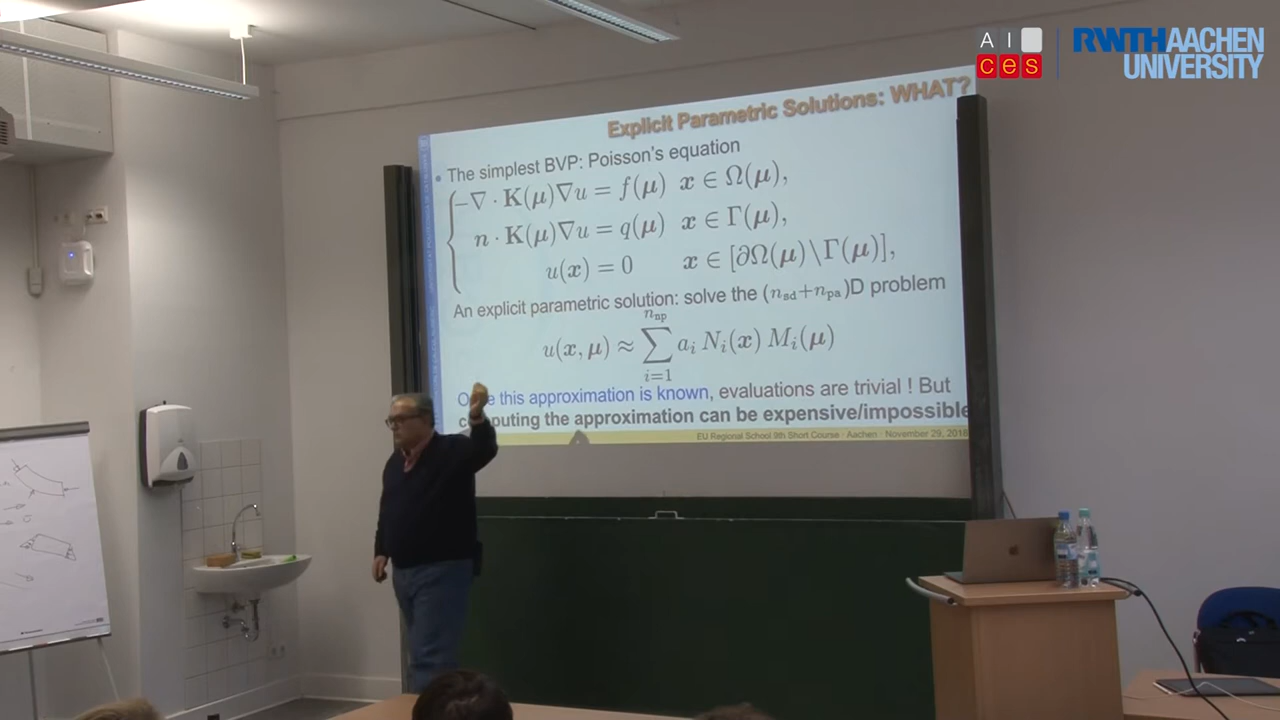 AI
ces
RWTHAACHEN
UNIVERSITY
Explicit Parametric Solutions: WHAT?
• The simplest BVP: Poisson's equation
−∇ · K(μ)∇u = f(μ) x ∈ Ω(μ),
n · K(μ)∇u = q(μ) x ∈ Γ(μ),
u(x) = 0 x ∈ [∂Ω(μ)\Γ(μ)],
An explicit parametric solution: solve the (n_sd+n_pa)D problem
u(x, μ) ≈ ∑_{i=1}^{n_np} a_i N_i(x) M_i(μ)
this approximation is known, evaluations are trivial ! But
the approximation can be expensive/impossible
EU Regional School 9th Short Course · Aachen · November 29, 2018